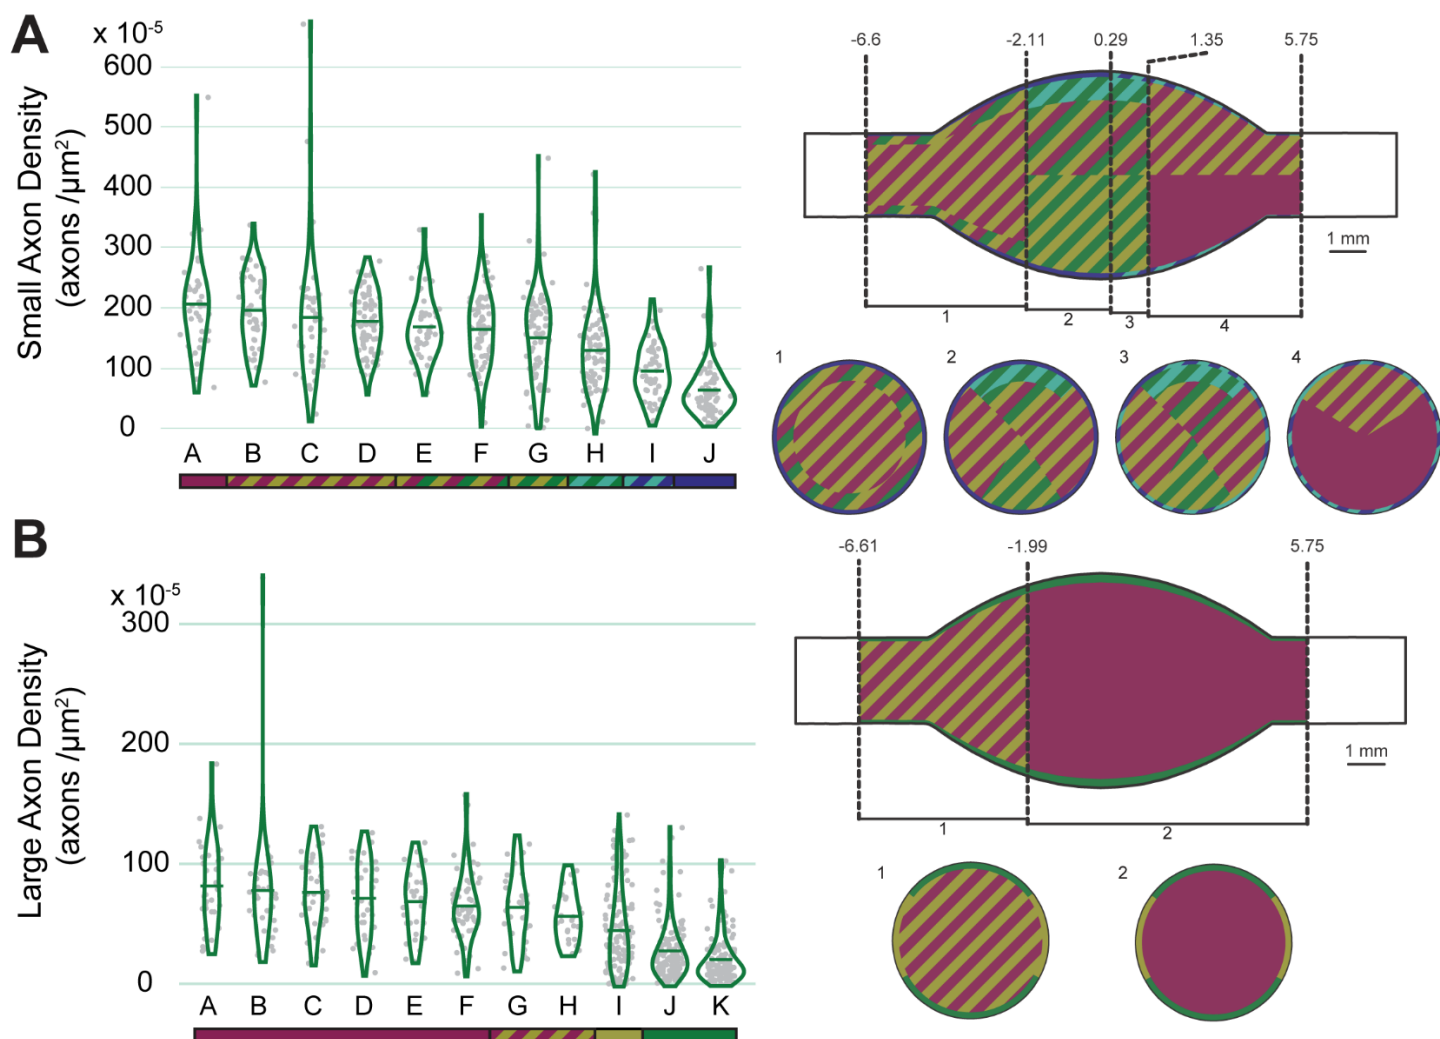 A
x 10-5
600
500
400
300
200
100
0
Small Axon Density
(axons /µm2)
A B C D E F G H I J
-6.6 -2.11 0.29 1.35 5.75
1 mm
1 2 3 4
1 2 3 4
B
x 10-5
300
200
100
0
Large Axon Density
(axons /µm2)
A B C D E F G H I J K
-6.61 -1.99 5.75
1 mm
1 2
1 2